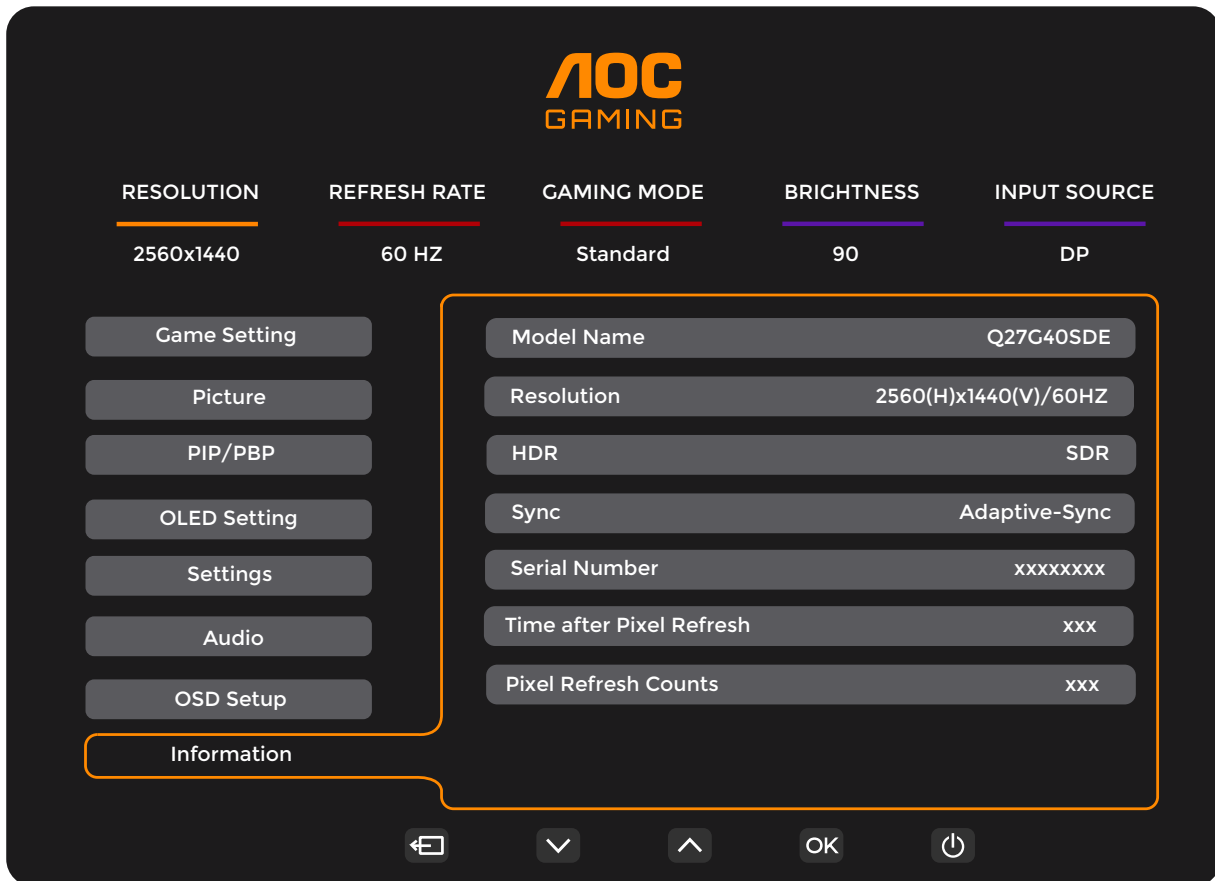 AOC
GAMING
RESOLUTION REFRESH RATE GAMING MODE BRIGHTNESS INPUT SOURCE
2560x1440 60 HZ Standard 90 DP
Game Setting
Picture
PIP/PBP
OLED Setting
Settings
Audio
OSD Setup
Information
Model Name Q27G40SDE
Resolution 2560(H)x1440(V)/60HZ
HDR SDR
Sync Adaptive-Sync
Serial Number xxxxxxxx
Time after Pixel Refresh xxx
Pixel Refresh Counts xxx
OK